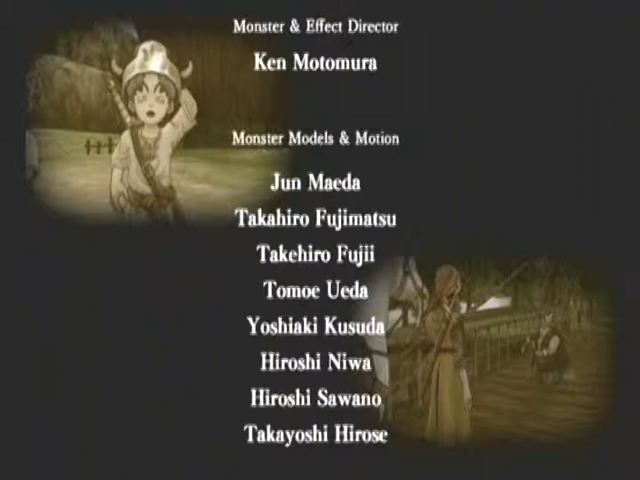 Monster & Effect Director
Ken Motomura
Monster Models & Motion
Jun Maeda
Takahiro Fujimatsu
Takehiro Fujii
Tomoe Ueda
Yoshiaki Kusuda
Hiroshi Niwa
Hiroshi Sawano
Takayoshi Hirose